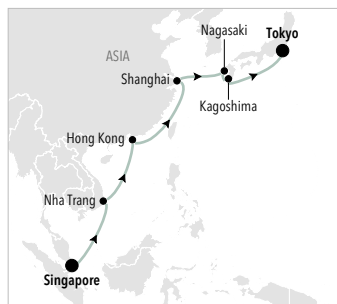 Nagasaki
Tokyo
ASIA
Shanghai
Kagoshima
Hong Kong
Nha Trang
Singapore